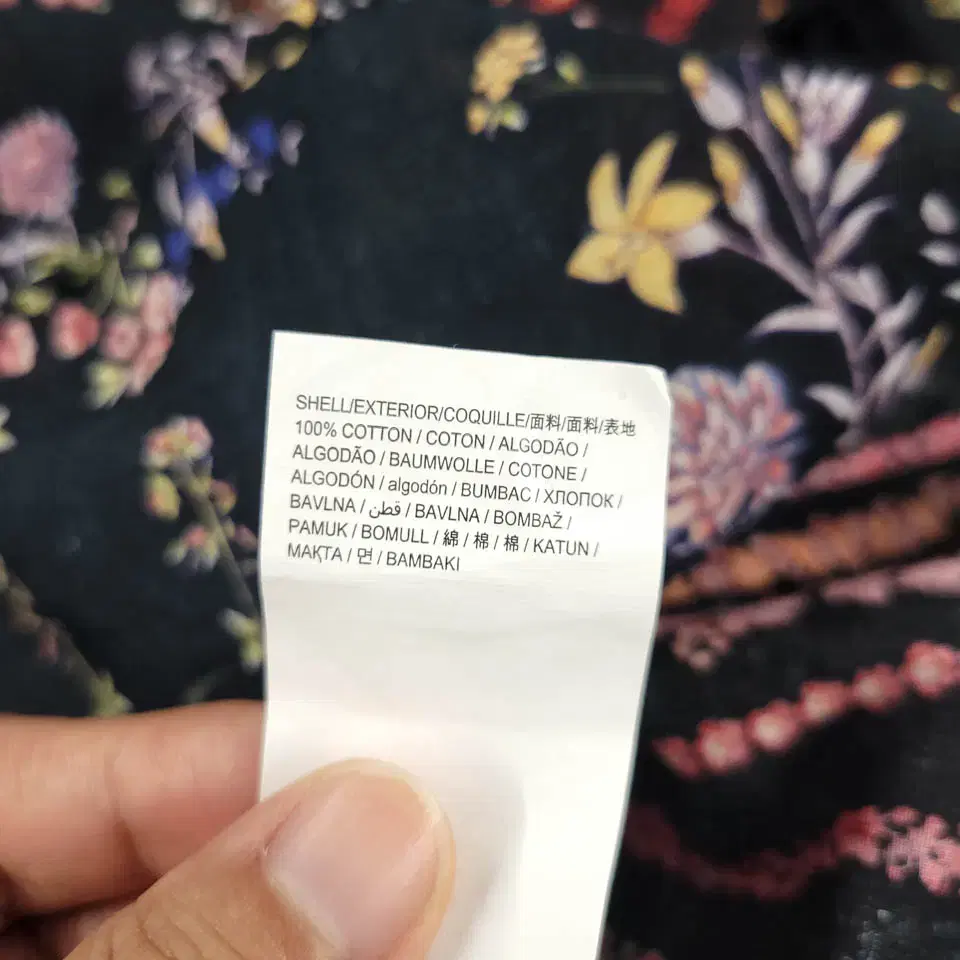 SHELL/EXTERIOR/COQUILLE/面料/面料/表地
100% COTTON / COTON / ALGODÃO /
ALGODÃO / BAUMWOLLE / COTONE /
ALGODÓN / algodón / BUMBAC / ХЛОПОК /
BAVLNA / قطن / BAVLNA / BOMBAŽ /
PAMUK / BOMULL / 綿 / 棉 / 棉 / KATUN /
МАҚТА / 면 / BAMBAKI